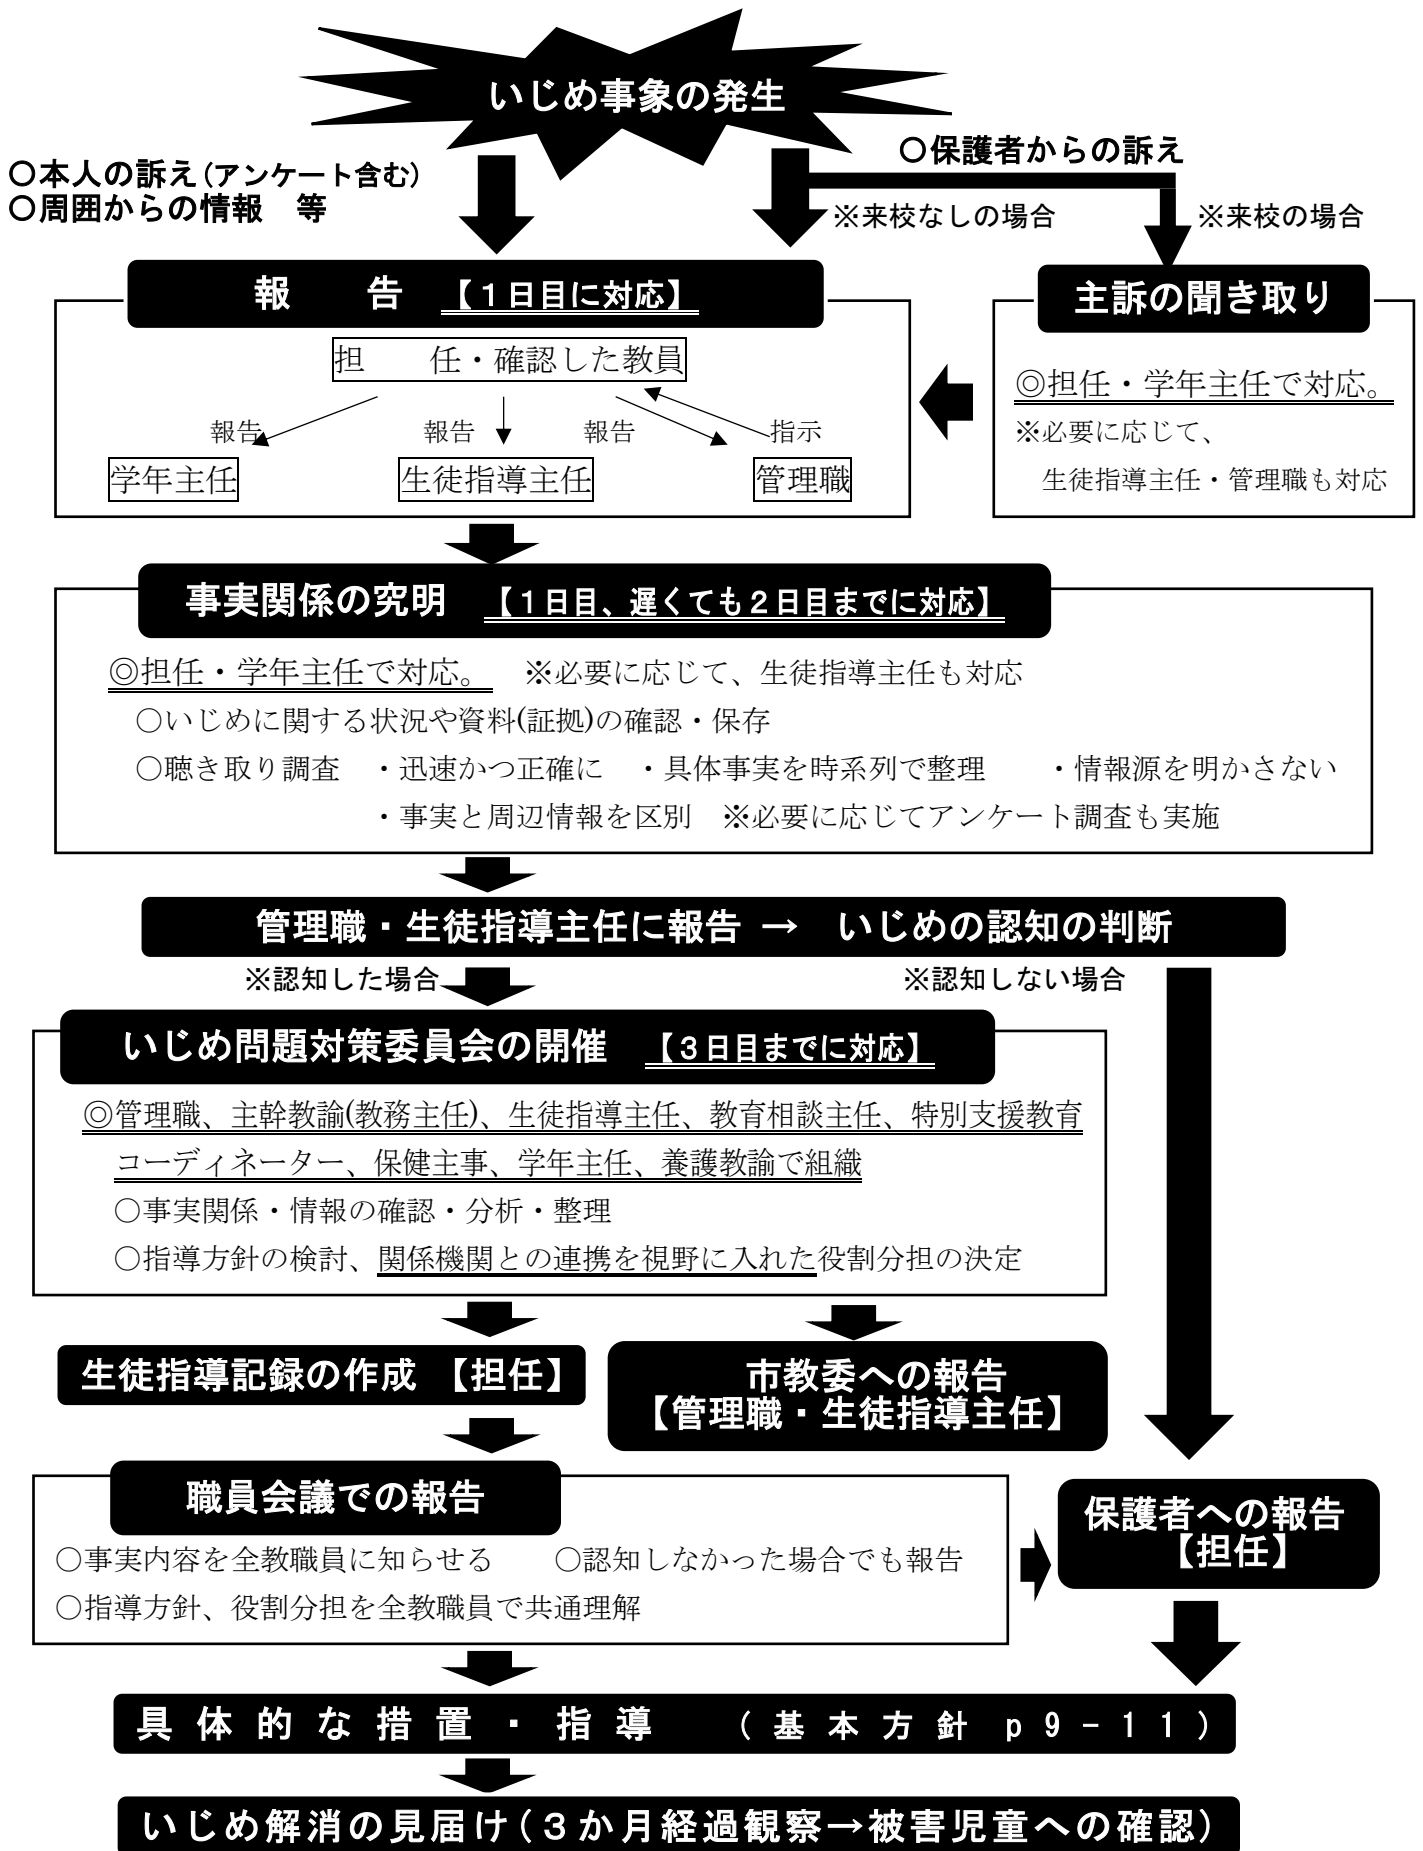 いじめ事象の発生
○保護者からの訴え
○本人の訴え(アンケート含む)
○周囲からの情報　等
※来校なしの場合
※来校の場合
報　　告　【１日目に対応】
担　　任・確認した教員
報告
報告
報告
指示
学年主任
生徒指導主任
管理職
主訴の聞き取り
◎担任・学年主任で対応。
※必要に応じて、
生徒指導主任・管理職も対応
事実関係の究明　【１日目、遅くても２日目までに対応】
◎担任・学年主任で対応。　※必要に応じて、生徒指導主任も対応
○いじめに関する状況や資料(証拠)の確認・保存
○聴き取り調査　・迅速かつ正確に　・具体事実を時系列で整理　　・情報源を明かさない
・事実と周辺情報を区別　※必要に応じてアンケート調査も実施
管理職・生徒指導主任に報告 →　いじめの認知の判断
※認知した場合
※認知しない場合
いじめ問題対策委員会の開催　【３日目までに対応】
◎管理職、主幹教諭(教務主任)、生徒指導主任、教育相談主任、特別支援教育
コーディネーター、保健主事、学年主任、養護教諭で組織
○事実関係・情報の確認・分析・整理
○指導方針の検討、関係機関との連携を視野に入れた役割分担の決定
生徒指導記録の作成　【担任】
市教委への報告
【管理職・生徒指導主任】
職員会議での報告
○事実内容を全教職員に知らせる　　○認知しなかった場合でも報告
○指導方針、役割分担を全教職員で共通理解
保護者への報告
【担任】
具体的な措置・指導　（基本方針　ｐ９－１１）
いじめ解消の見届け(３か月経過観察→被害児童への確認)